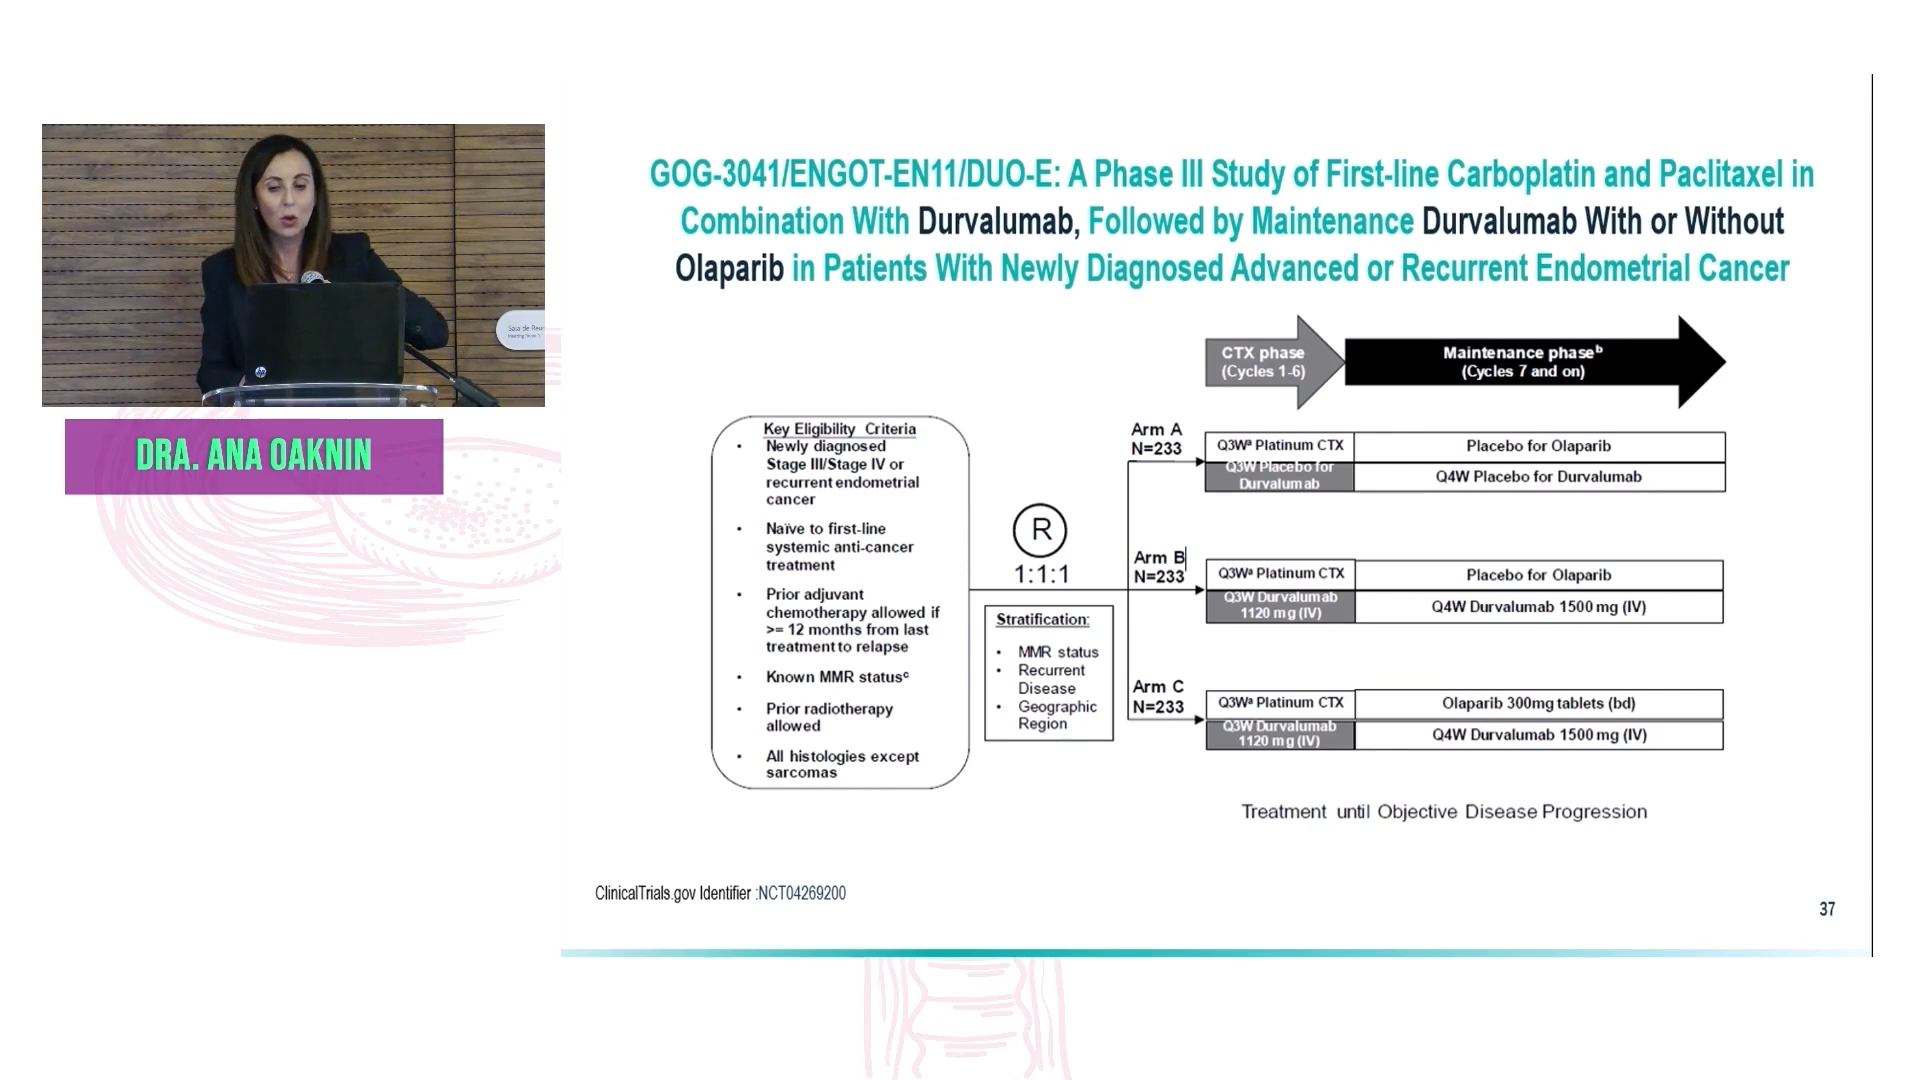 GOG-3041/ENGOT-EN11/DUO-E: A Phase III Study of First-line Carboplatin and Paclitaxel in
Combination With Durvalumab, Followed by Maintenance Durvalumab With or Without
Olaparib in Patients With Newly Diagnosed Advanced or Recurrent Endometrial Cancer
Sala de Reu
hp
DRA. ANA OAKNIN
CTX phase
(Cycles 1-6)
Maintenance phaseᵇ
(Cycles 7 and on)
Key Eligibility Criteria
• Newly diagnosed
Stage III/Stage IV or
recurrent endometrial
cancer
• Naïve to first-line
systemic anti-cancer
treatment
• Prior adjuvant
chemotherapy allowed if
>= 12 months from last
treatment to relapse
• Known MMR statusᶜ
• Prior radiotherapy
allowed
• All histologies except
sarcomas
R
1:1:1
Stratification:
• MMR status
• Recurrent
Disease
• Geographic
Region
Arm A
N=233
Q3Wᵃ Platinum CTX
Placebo for Olaparib
Q3W Placebo for
Durvalumab
Q4W Placebo for Durvalumab
Arm B
N=233
Q3Wᵃ Platinum CTX
Placebo for Olaparib
Q3W Durvalumab
1120 mg (IV)
Q4W Durvalumab 1500 mg (IV)
Arm C
N=233
Q3Wᵃ Platinum CTX
Olaparib 300mg tablets (bd)
Q3W Durvalumab
1120 mg (IV)
Q4W Durvalumab 1500 mg (IV)
Treatment until Objective Disease Progression
ClinicalTrials.gov Identifier :NCT04269200
37